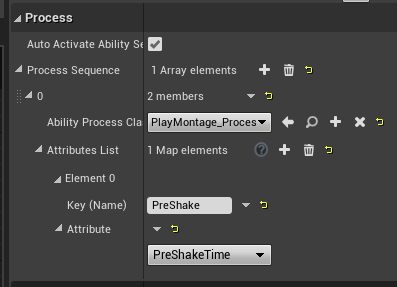 Process
Auto Activate Ability Se
Process Sequence 1 Array elements
0 2 members
Ability Process Clas PlayMontage_Proces
Attributes List 1 Map elements
Element 0
Key (Name) PreShake
Attribute
PreShakeTime